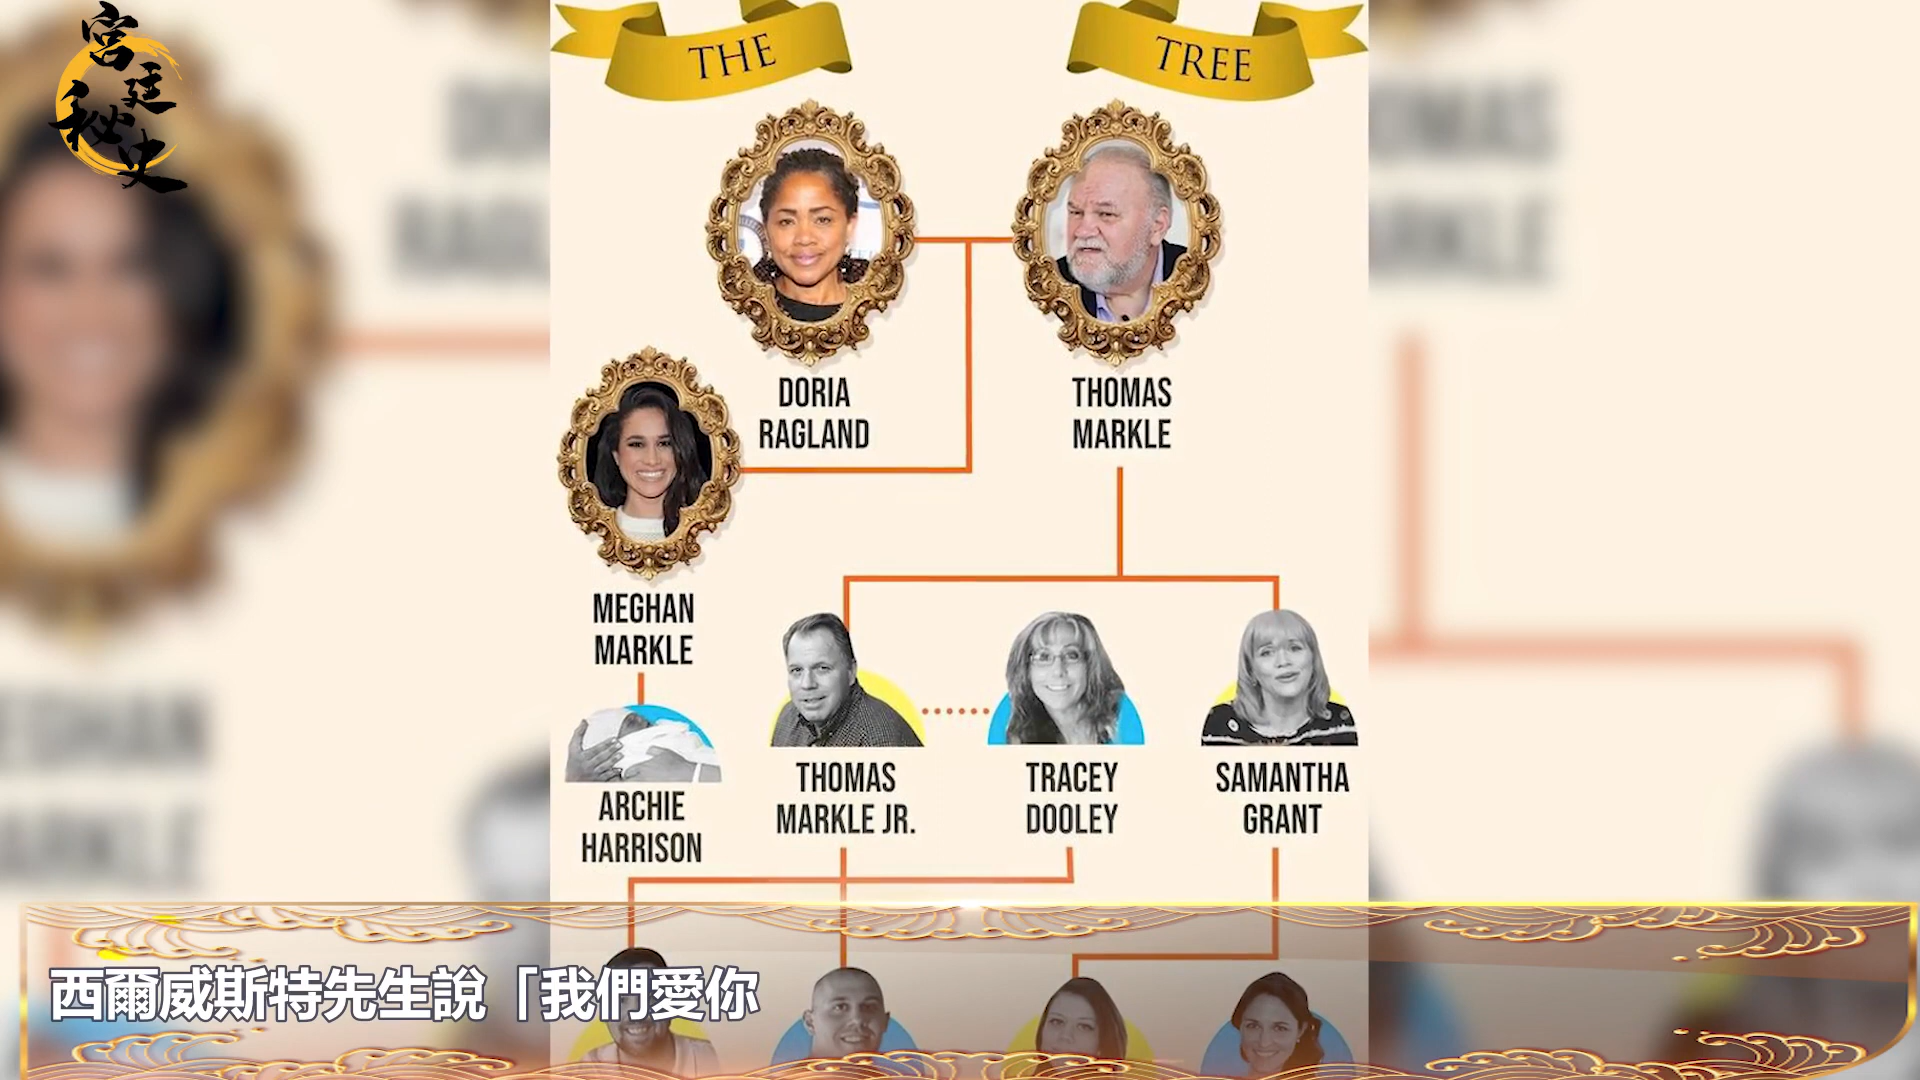 宮廷秘史
THE
TREE
DORIA
RAGLAND
THOMAS
MARKLE
MEGHAN
MARKLE
ARCHIE
HARRISON
THOMAS
MARKLE JR.
TRACEY
DOOLEY
SAMANTHA
GRANT
西爾威斯特先生說「我們愛你